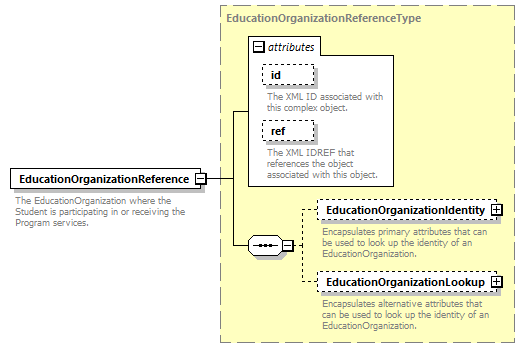 EducationOrganizationReferenceType
attributes
id
The XML ID associated with
this complex object.
ref
The XML IDREF that
references the object
associated with this object.
EducationOrganizationReference
The EducationOrganization where the
Student is participating in or receiving the
Program services.
EducationOrganizationIdentity
Encapsulates primary attributes that can
be used to look up the identity of an
EducationOrganization.
EducationOrganizationLookup
Encapsulates alternative attributes that
can be used to look up the identity of an
EducationOrganization.